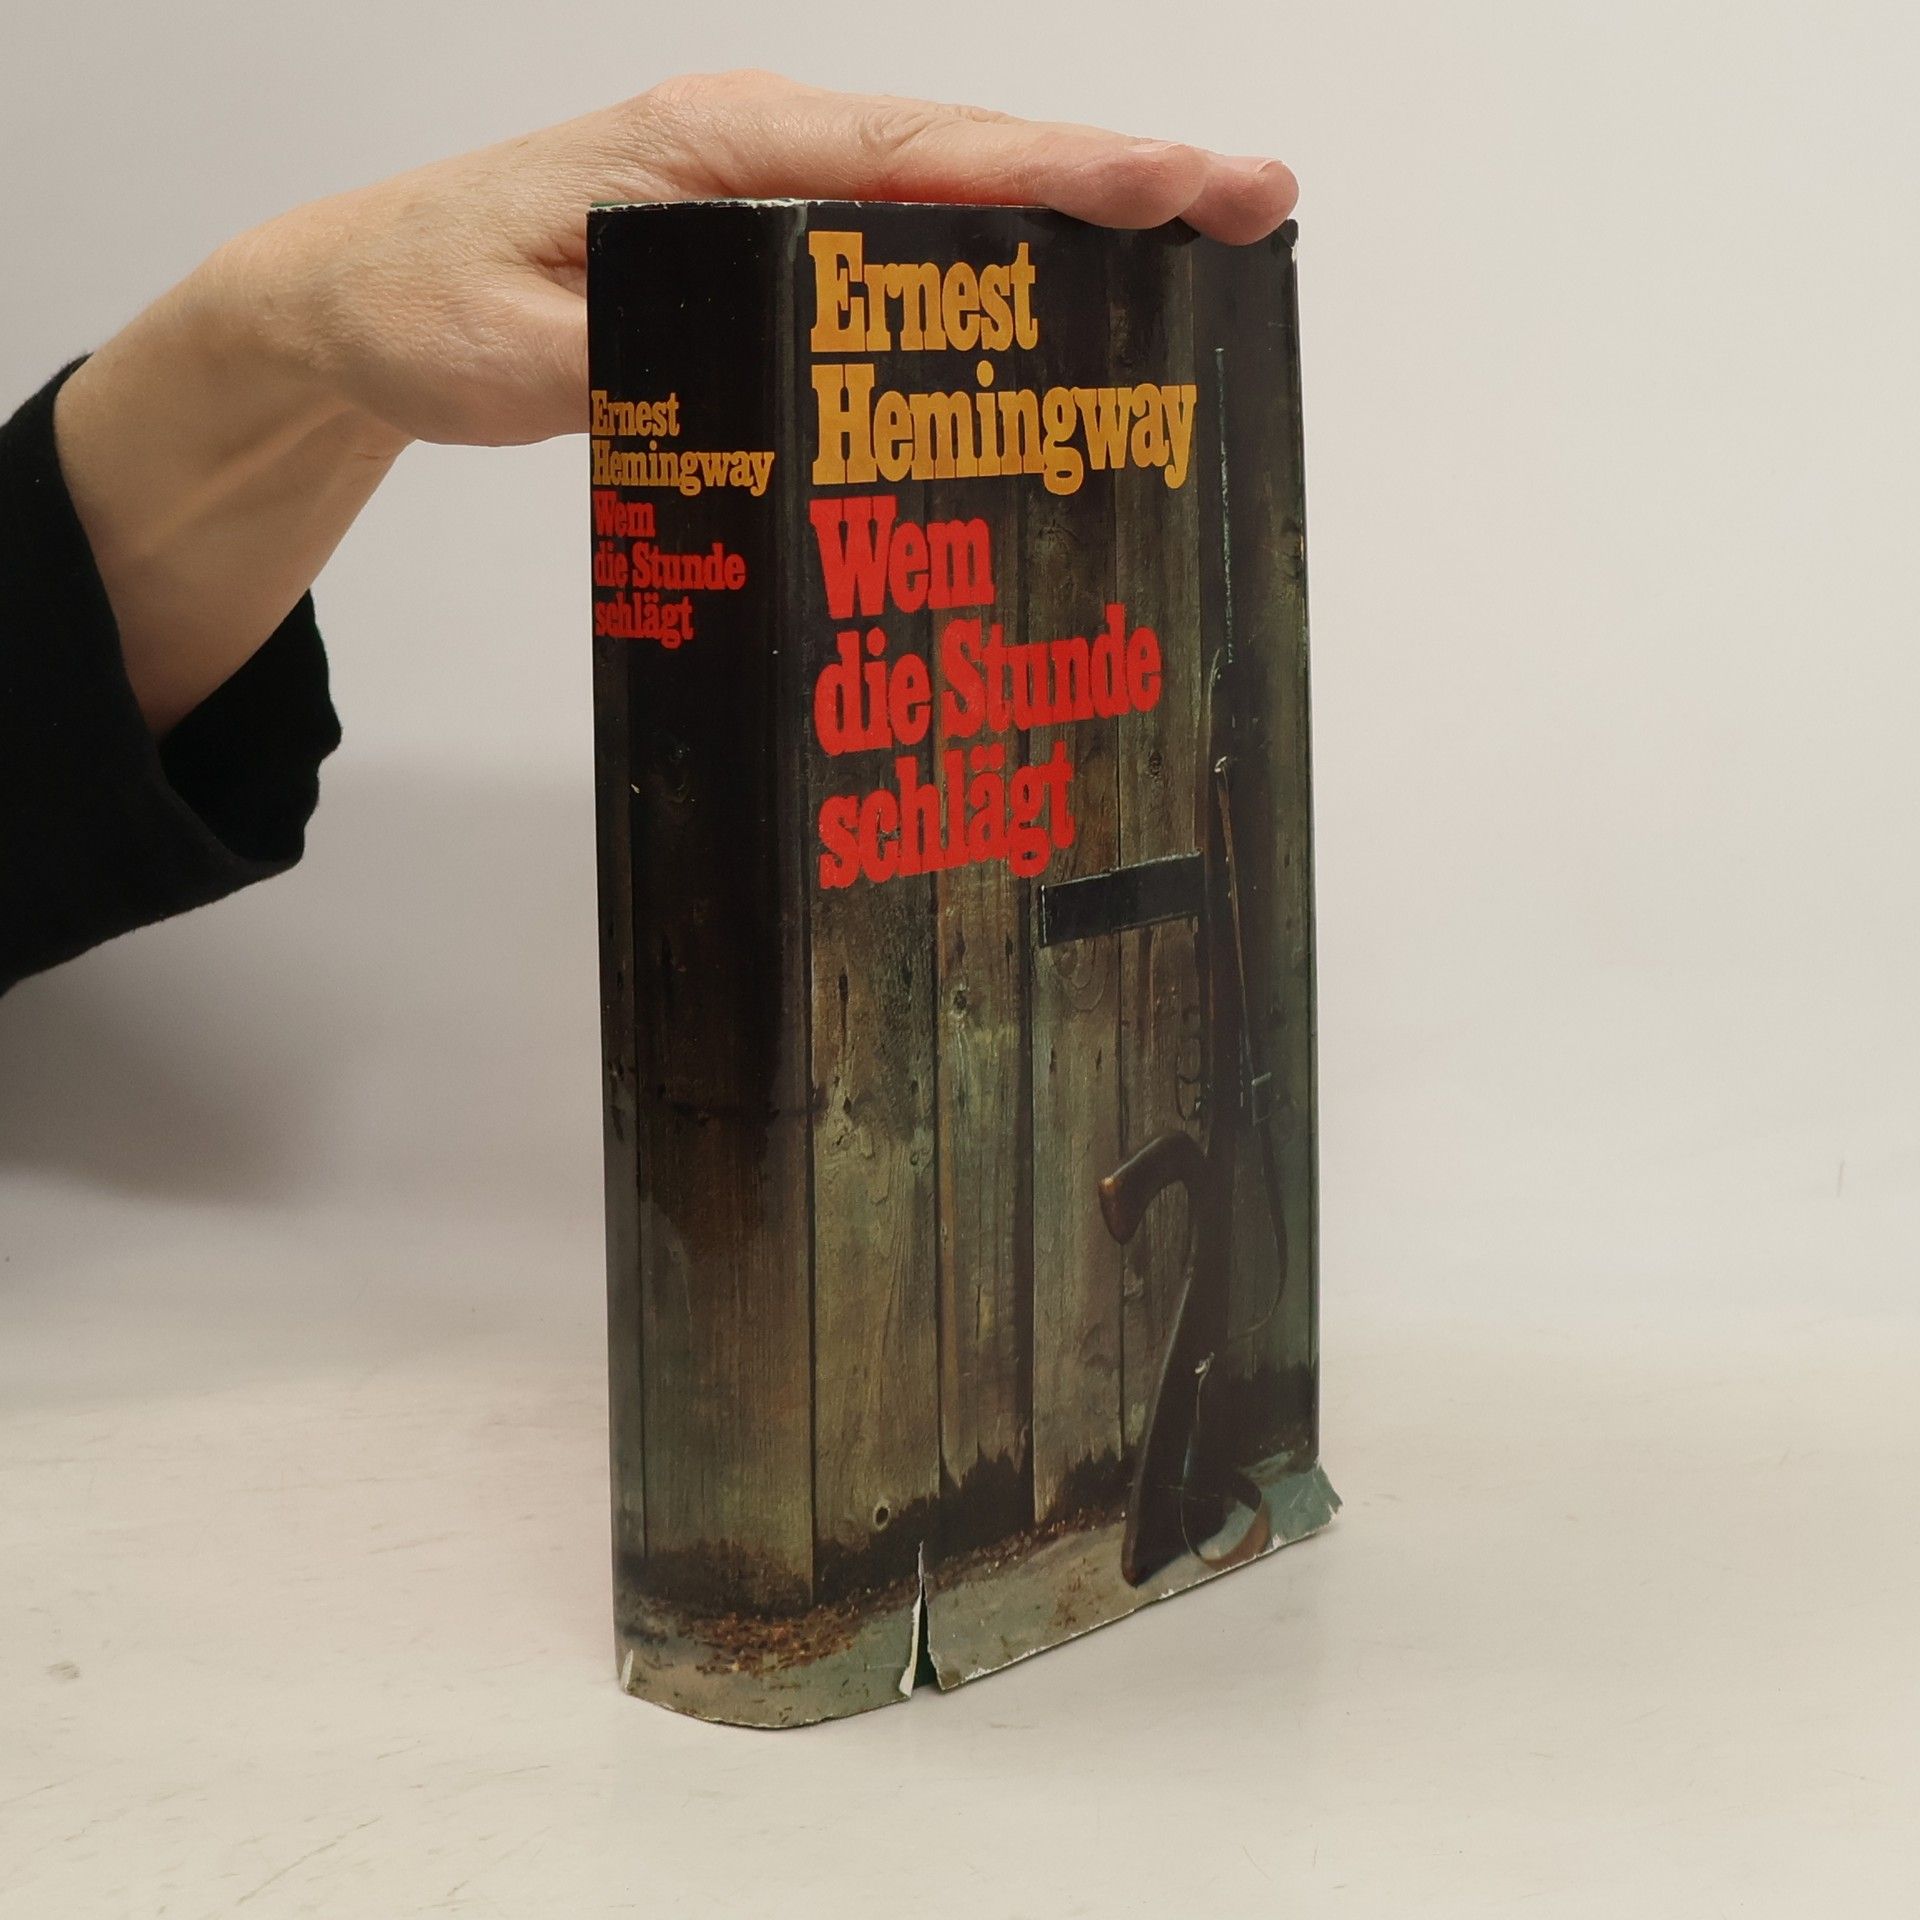 Ernest
Hemingway
Wem
die Stunde
schlägt
Ernest
Hemingway
Wem
die Stunde
schlägt